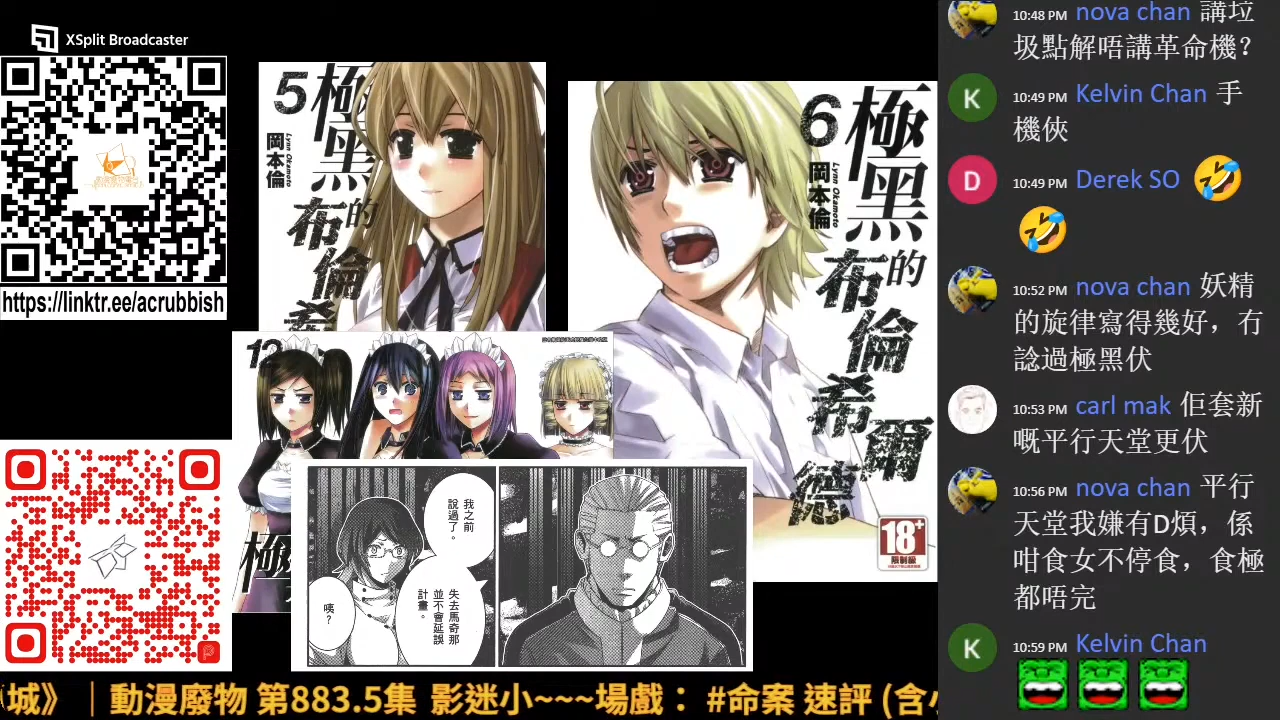 XSplit Broadcaster
https://linktr.ee/acrubbish
5
極黑的布倫希
Lynn Okamoto
岡本倫
6
極黑的布倫希爾德
Lynn Okamoto
岡本倫
18+
限制級
極
我之前
說過了。
失去馬奇那
並不會延誤
計畫。
咦?
城》｜動漫廢物 第883.5集 影迷小~~~場戲： #命案 速評 (含
10:48 PM nova chan 講垃
圾點解唔講革命機？
K 10:49 PM Kelvin Chan 手
機俠
D 10:49 PM Derek SO 🤣
🤣
10:52 PM nova chan 妖精
的旋律寫得幾好，冇
諗過極黑伏
10:53 PM carl mak 佢套新
嘅平行天堂更伏
10:56 PM nova chan 平行
天堂我嫌有D煩，係
咁食女不停食，食極
都唔完
K 10:59 PM Kelvin Chan